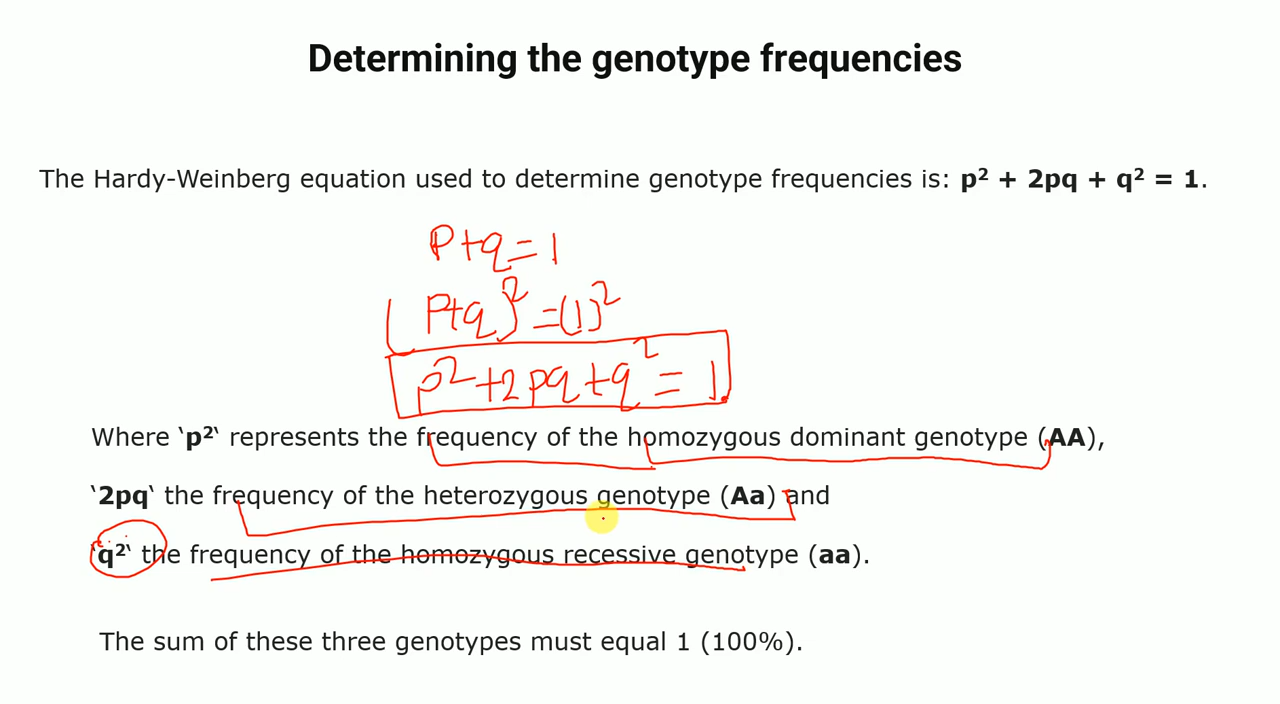 Determining the genotype frequencies
The Hardy-Weinberg equation used to determine genotype frequencies is: p² + 2pq + q² = 1.
P+q=1
(P+q)²=(1)²
p²+2pq+q²=1.
Where ‵p²‵ represents the frequency of the homozygous dominant genotype (AA),
‵2pq‵ the frequency of the heterozygous genotype (Aa) and
‵q²‵ the frequency of the homozygous recessive genotype (aa).
The sum of these three genotypes must equal 1 (100%).